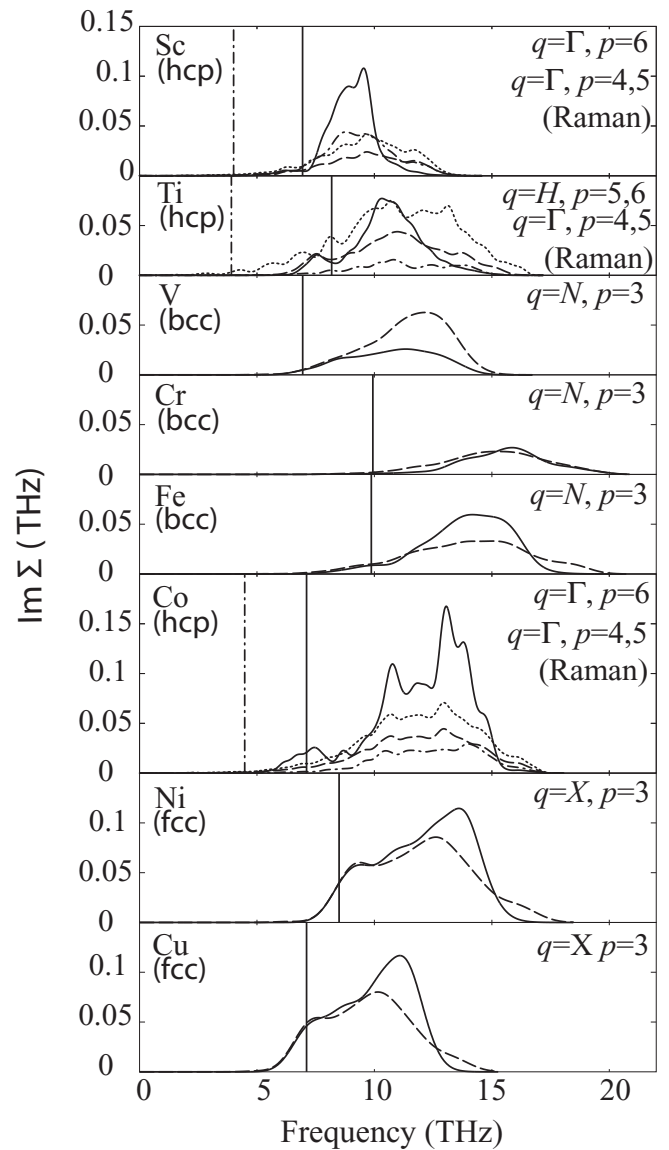 0.15
Sc
(hcp)
q=Γ, p=6
q=Γ, p=4,5
(Raman)
0.1
0.05
0
Ti
(hcp)
q=H, p=5,6
q=Γ, p=4,5
(Raman)
0.05
0
V
(bcc)
q=N, p=3
0.05
0
Cr
(bcc)
q=N, p=3
0.05
0
Fe
(bcc)
q=N, p=3
0.05
0
Co
(hcp)
q=Γ, p=6
q=Γ, p=4,5
(Raman)
0.15
0.1
0.05
0
Ni
(fcc)
q=X, p=3
0.1
0.05
0
Cu
(fcc)
q=X p=3
0.1
0.05
0
0 5 10 15 20
Frequency (THz)
Im Σ ( THz)